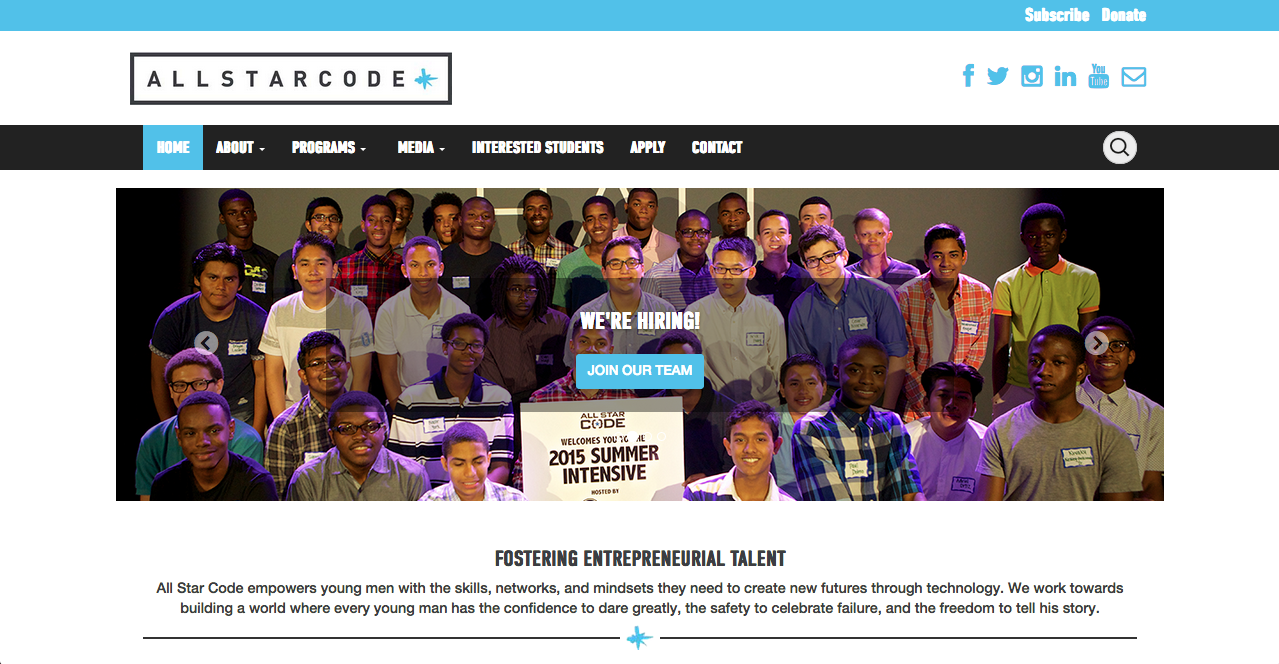 Subscribe Donate
ALLSTARCODE
You
Tube
HOME ABOUT PROGRAMS MEDIA INTERESTED STUDENTS APPLY CONTACT
WE'RE HIRING!
JOIN OUR TEAM
ALL STAR
CODE
WELCOMES YOU TO THE
2015 SUMMER
INTENSIVE
HOSTED BY
FOSTERING ENTREPRENEURIAL TALENT
All Star Code empowers young men with the skills, networks, and mindsets they need to create new futures through technology. We work towards
building a world where every young man has the confidence to dare greatly, the safety to celebrate failure, and the freedom to tell his story.